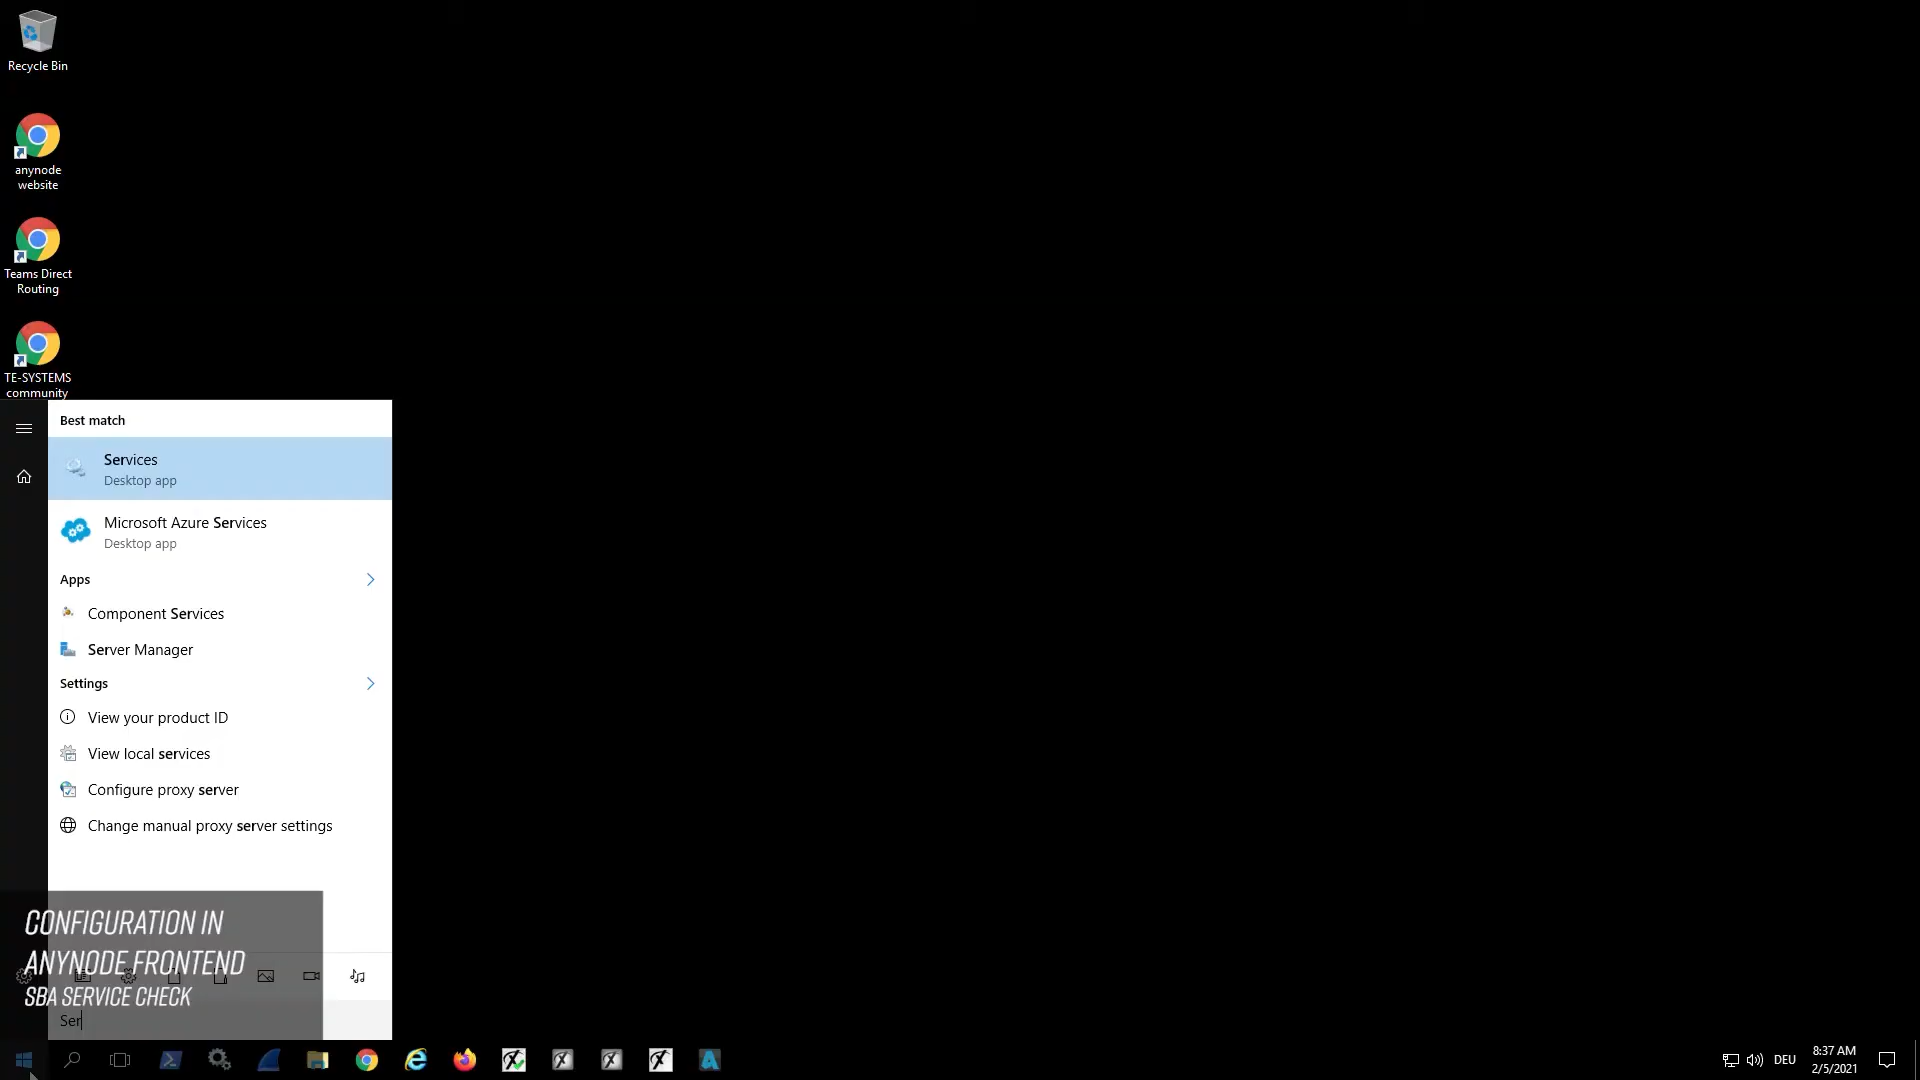 Recycle Bin
anynode
website
Teams Direct
Routing
TE-SYSTEMS
community
Best match
Services
Desktop app
Microsoft Azure Services
Desktop app
Apps
Component Services
Server Manager
Settings
View your product ID
View local services
Configure proxy server
Change manual proxy server settings
CONFIGURATION IN
ANYNODE FRONTEND
SBA SERVICE CHECK
Ser
DEU
8:37 AM
2/5/2021